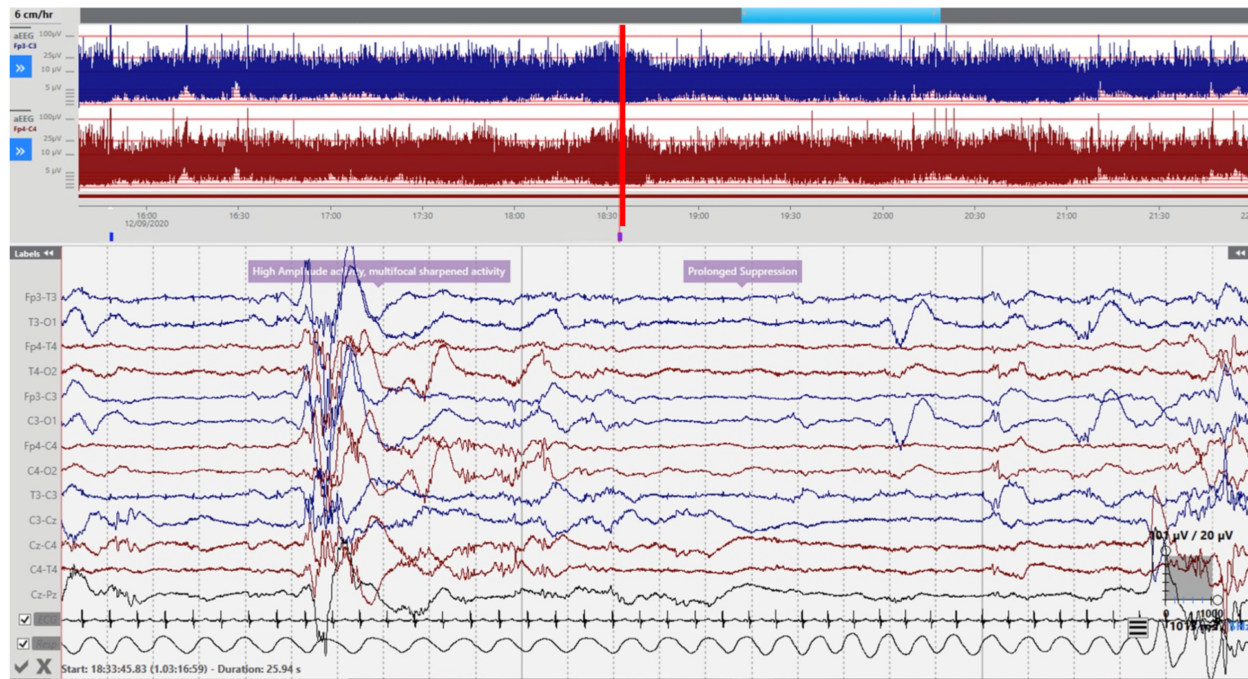 6 cm/hr
aEEG 100µV
Fp3-C3
25µV
10 µV
5 µV
aEEG 100µV
Fp4-C4
25µV
10 µV
5 µV
16:00 16:30 17:00 17:30 18:00 18:30 19:00 19:30 20:00 20:30 21:00 21:30
12/09/2020
Labels
High Amplitude activity, multifocal sharpened activity
Prolonged Suppression
Fp3-T3
T3-O1
Fp4-T4
T4-O2
Fp3-C3
C3-O1
Fp4-C4
C4-O2
T3-C3
C3-Cz
Cz-C4
C4-T4
Cz-Pz
101 µV / 20 µV
0 1000
ECG
Resp
Start: 18:33:45.83 (1.03:16:59) - Duration: 25.94 s